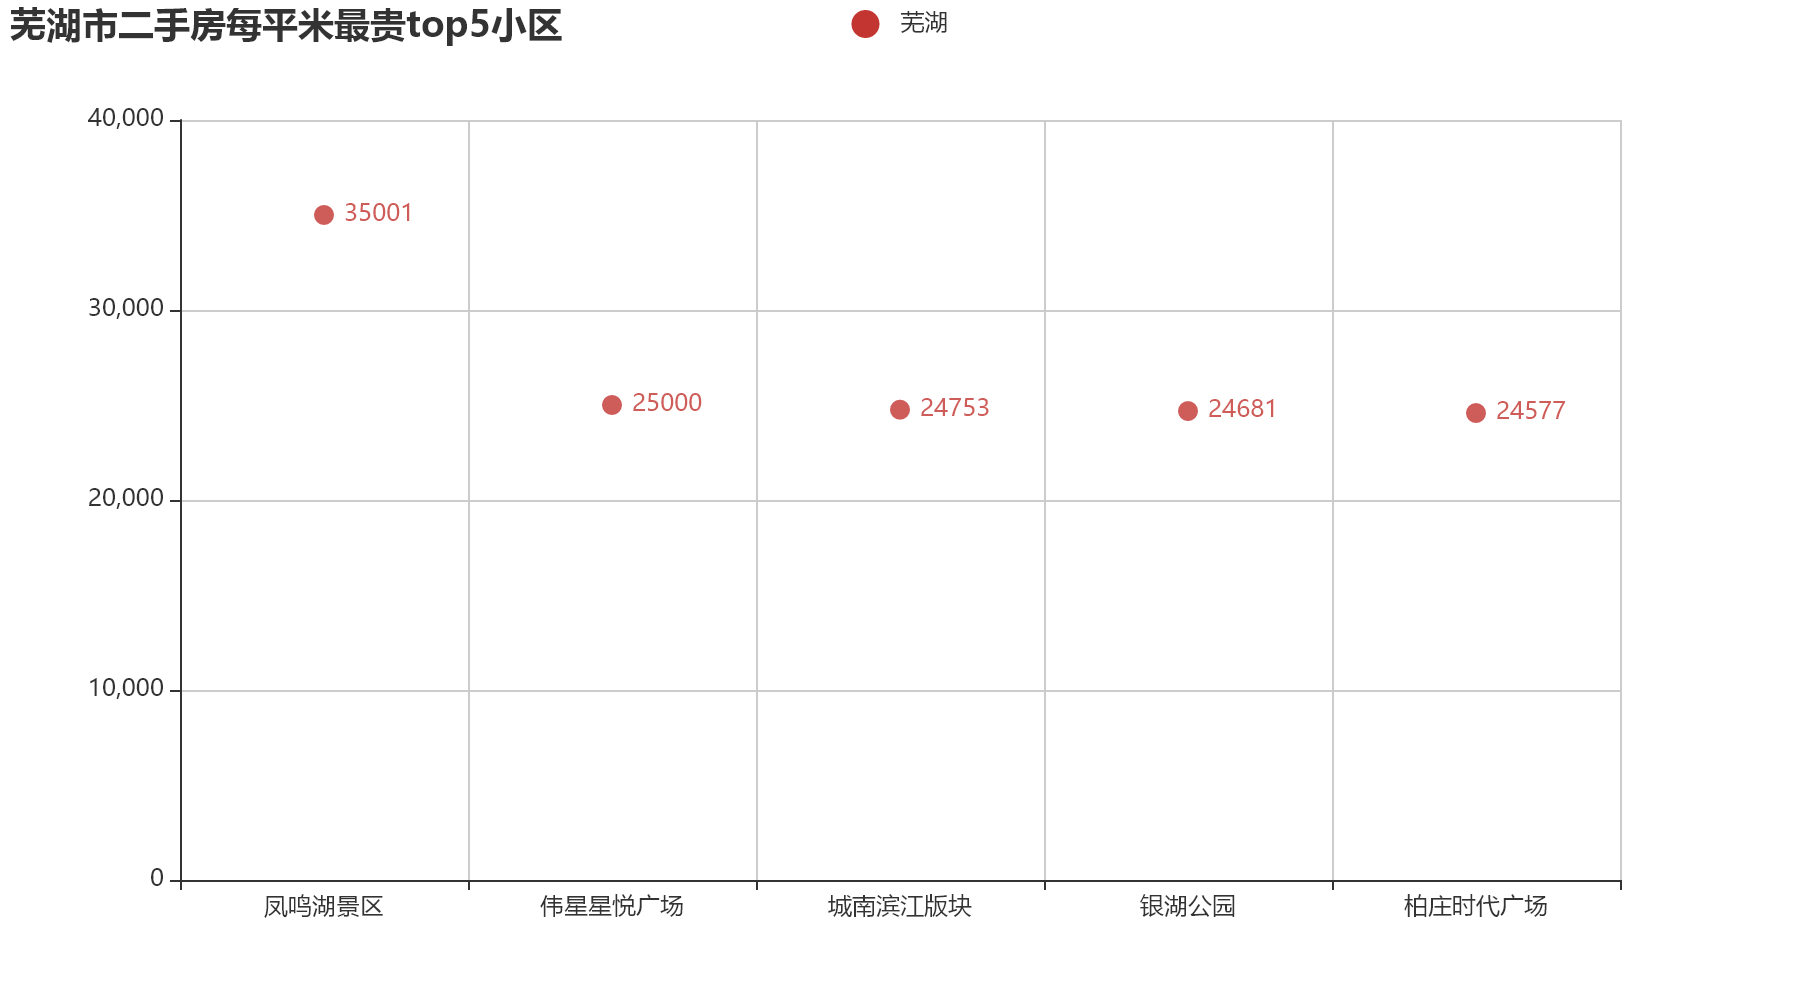 芜湖市二手房每平米最贵top5小区
芜湖
40,000
30,000
20,000
10,000
0
35001
25000
24753
24681
24577
凤鸣湖景区
伟星星悦广场
城南滨江版块
银湖公园
柏庄时代广场